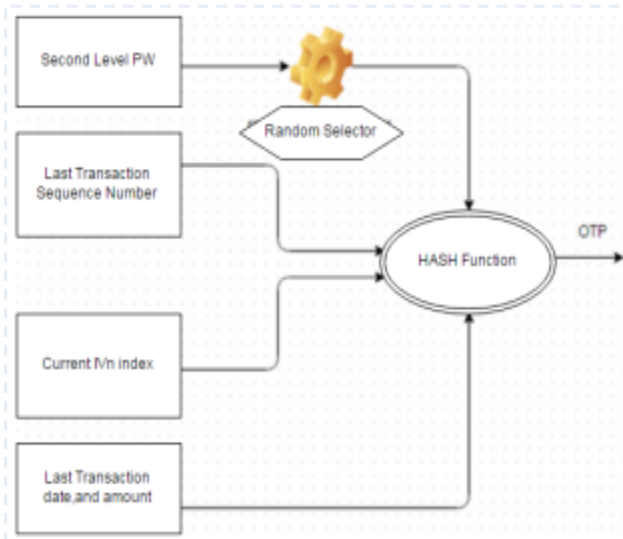 Second Level PW
Random Selector
Last Transaction
Sequence Number
HASH Function
OTP
Current IVn index
Last Transaction
date,and amount